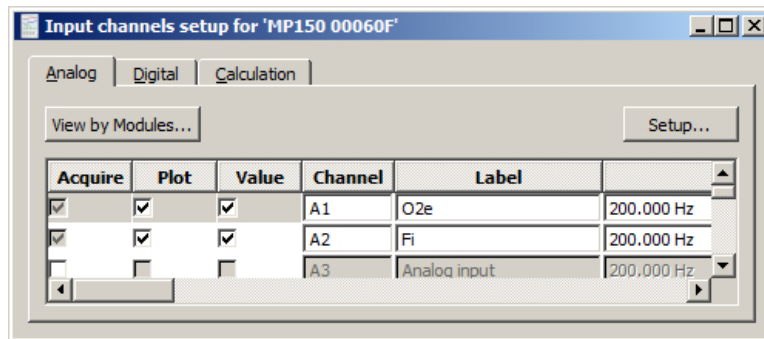 Input channels setup for 'MP150 00060F'
Analog Digital Calculation
View by Modules... Setup...
Acquire Plot Value Channel Label
A1 O2e 200.000 Hz
A2 Fi 200.000 Hz
A3 Analog input 200.000 Hz